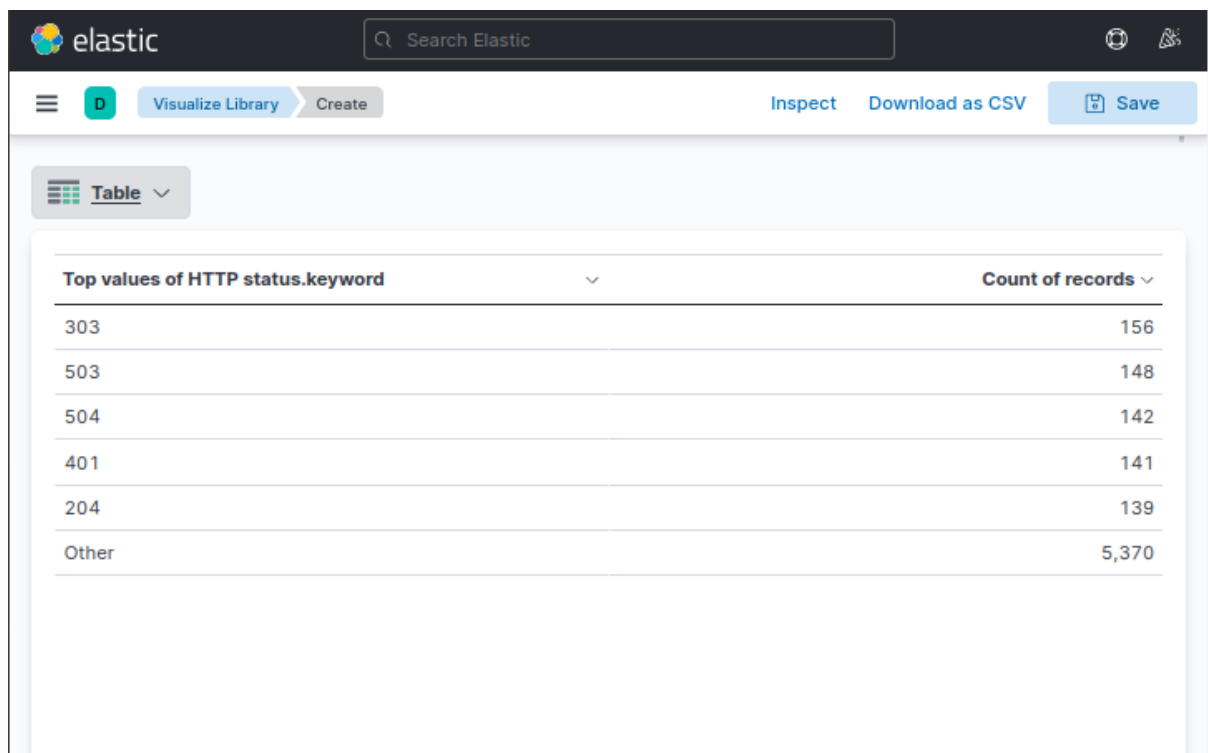 elastic
Search Elastic
D
Visualize Library
Create
Inspect
Download as CSV
Save
Table
Top values of HTTP status.keyword Count of records
303 156
503 148
504 142
401 141
204 139
Other 5,370